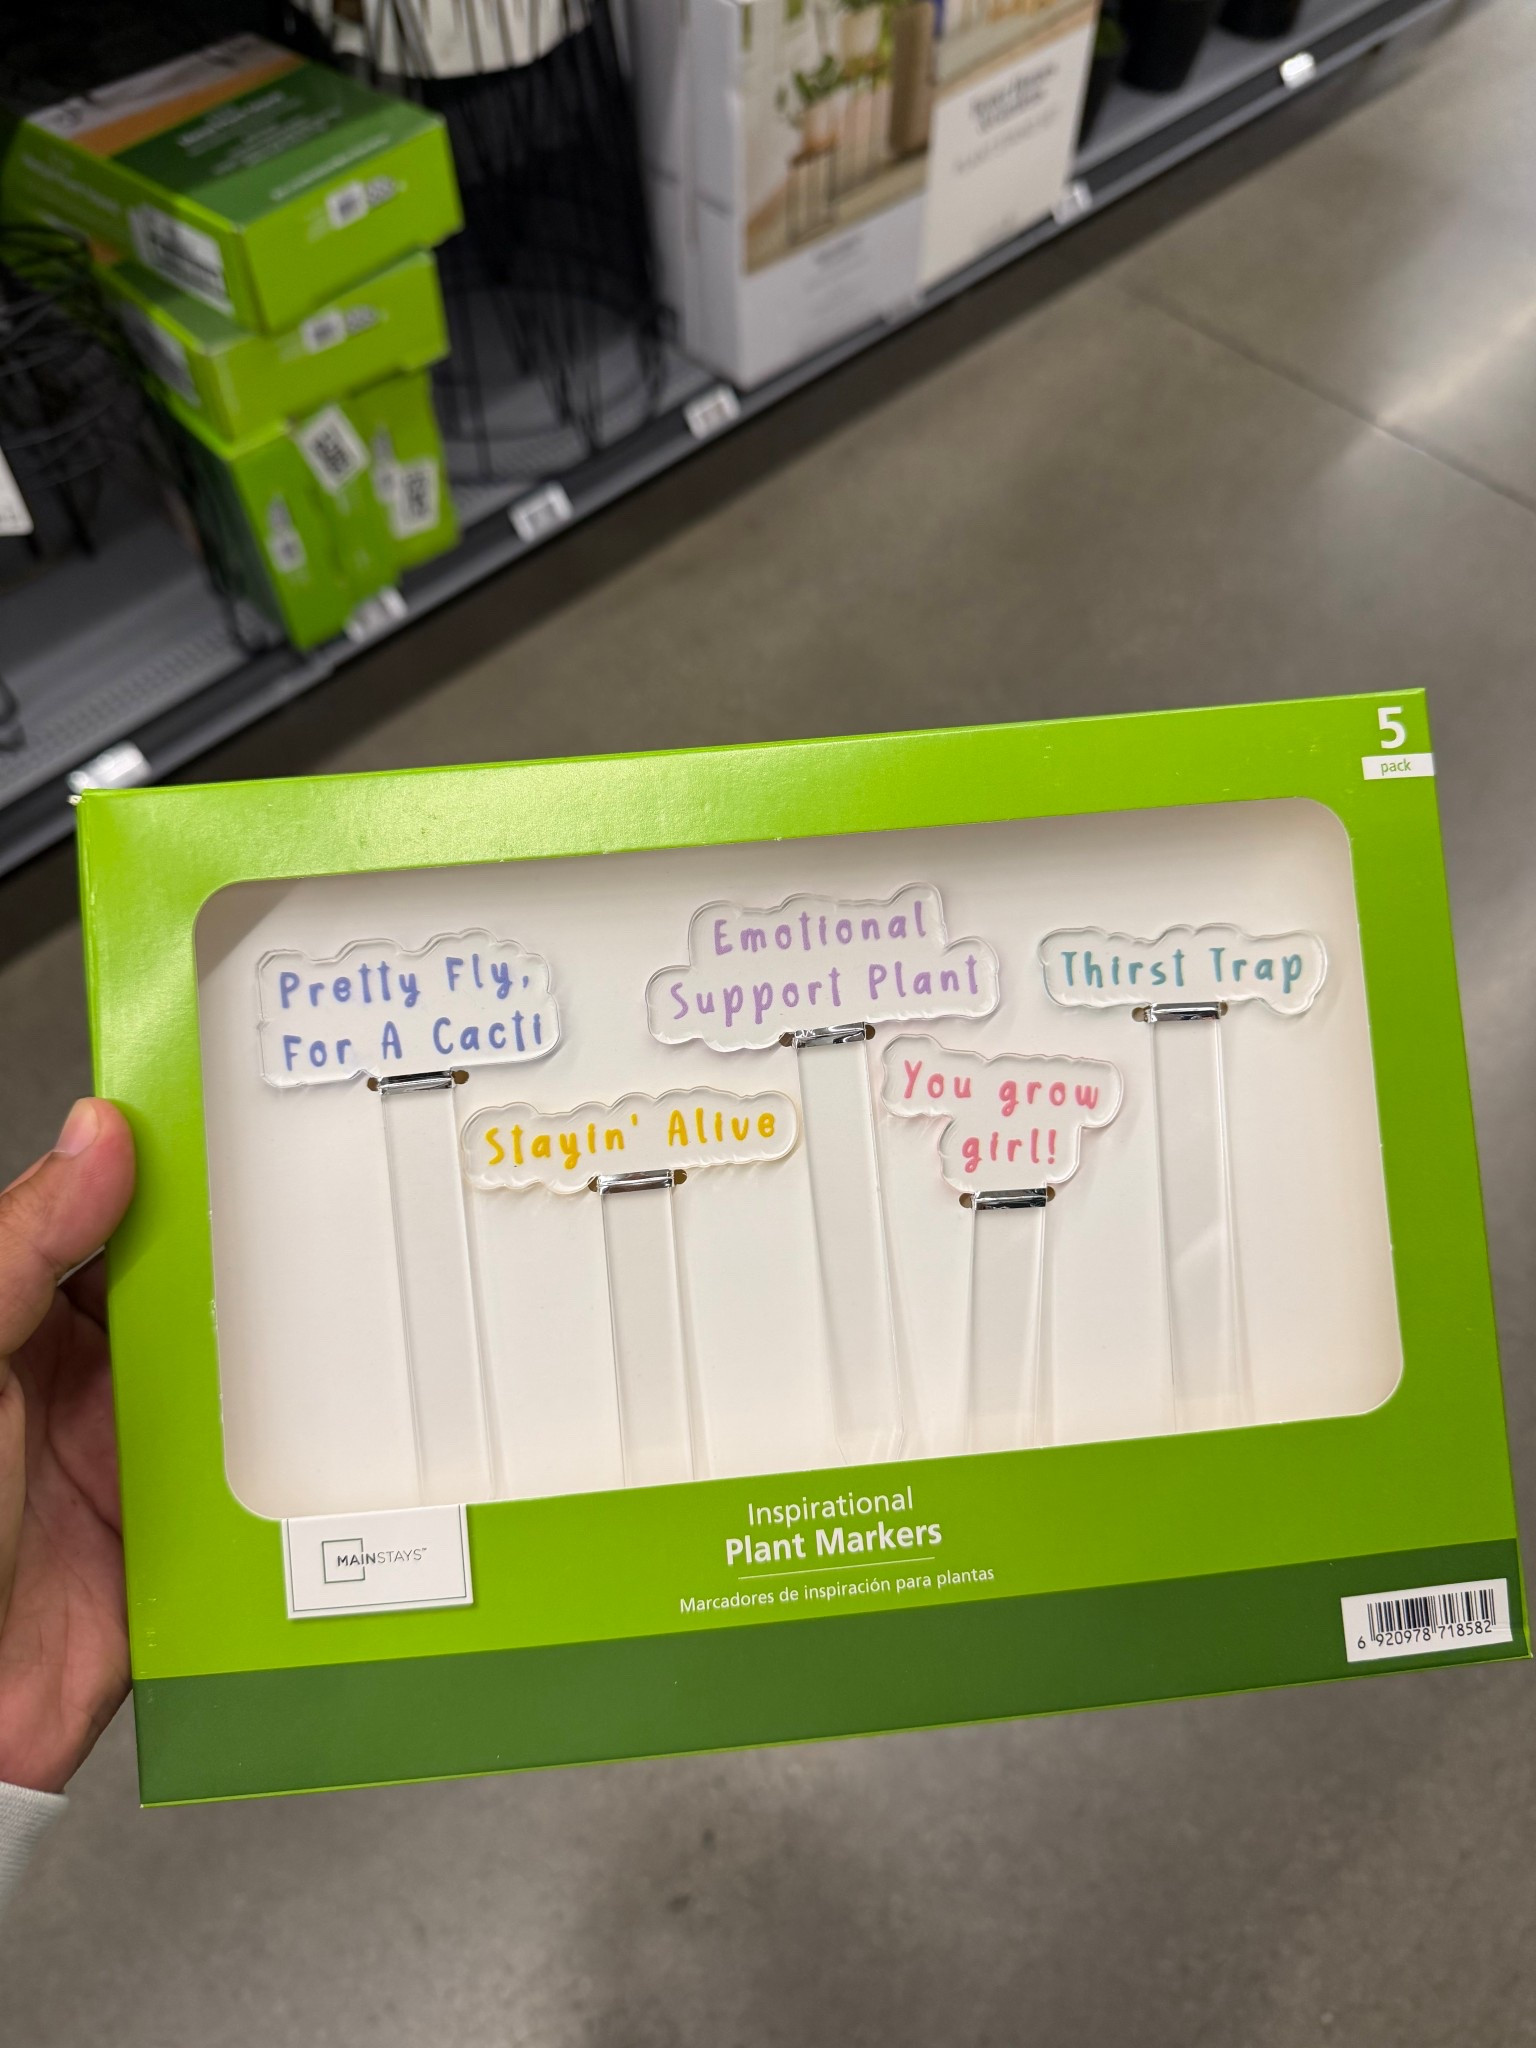 5
pack
Pretty Fly,
For A Cacti
Emotional
Support Plant
Thirst Trap
Stayin' Alive
You grow
girl!
Inspirational
Plant Markers
Marcadores de inspiración para plantas
MAINSTAYS™
6 920978 718582